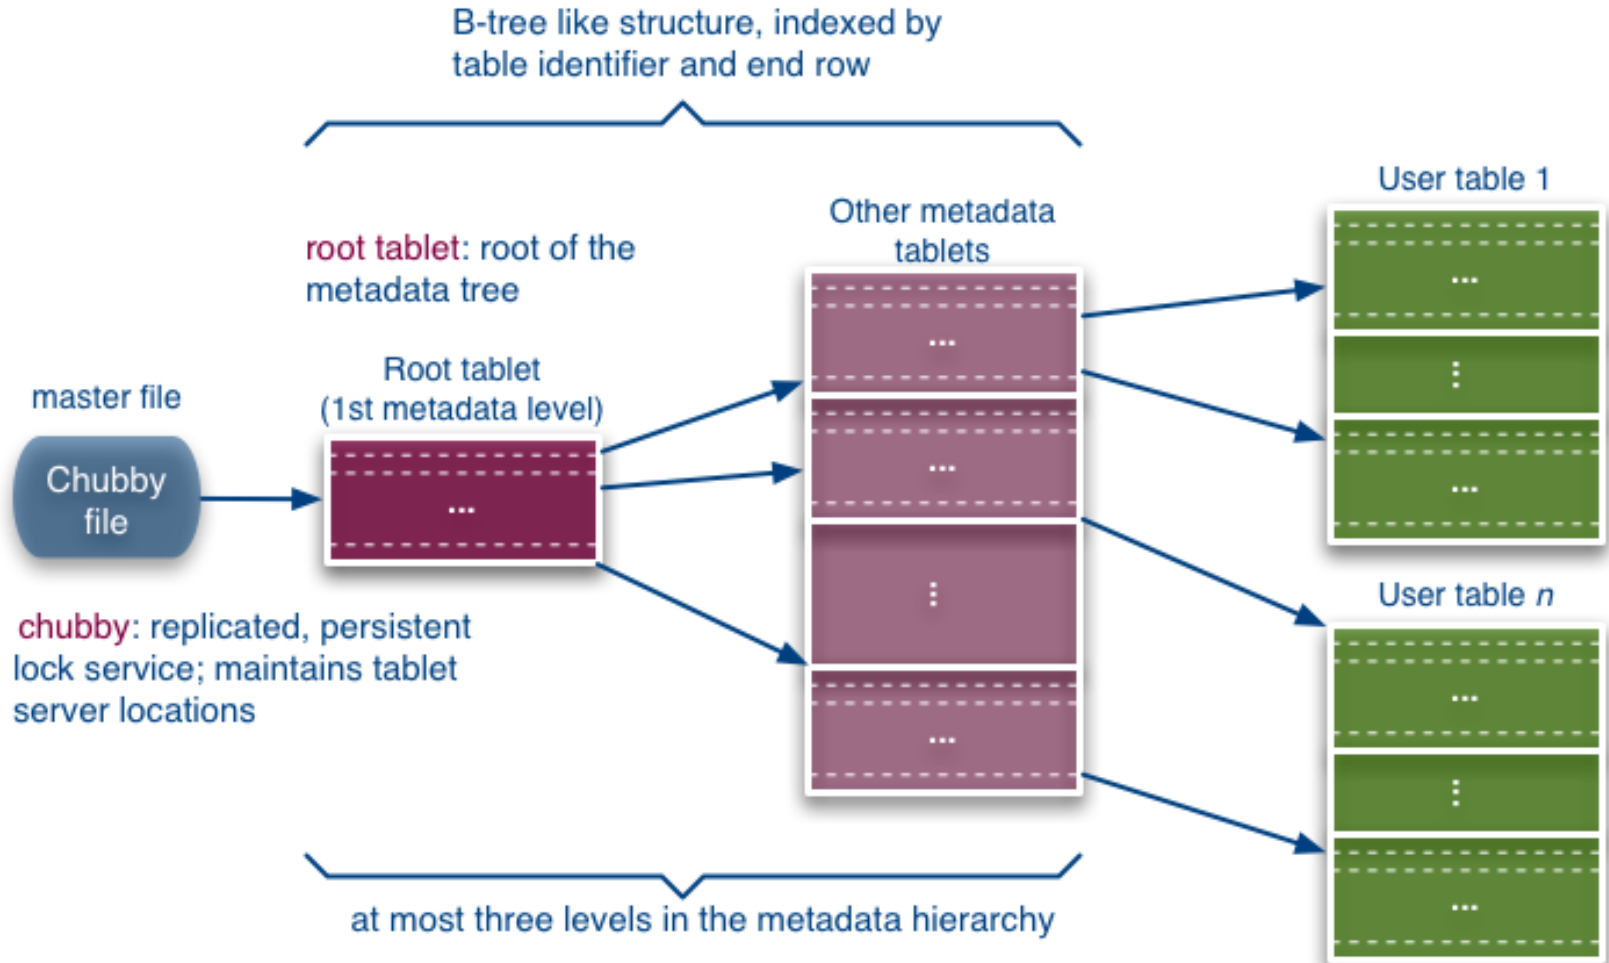 B-tree like structure, indexed by
table identifier and end row
User table 1
Other metadata
tablets
...
root tablet: root of the
metadata tree
...
Root tablet
(1st metadata level)
master file
...
...
Chubby
file
...
...
User table n
chubby: replicated, persistent
lock service; maintains tablet
server locations
...
...
...
...
...
at most three levels in the metadata hierarchy